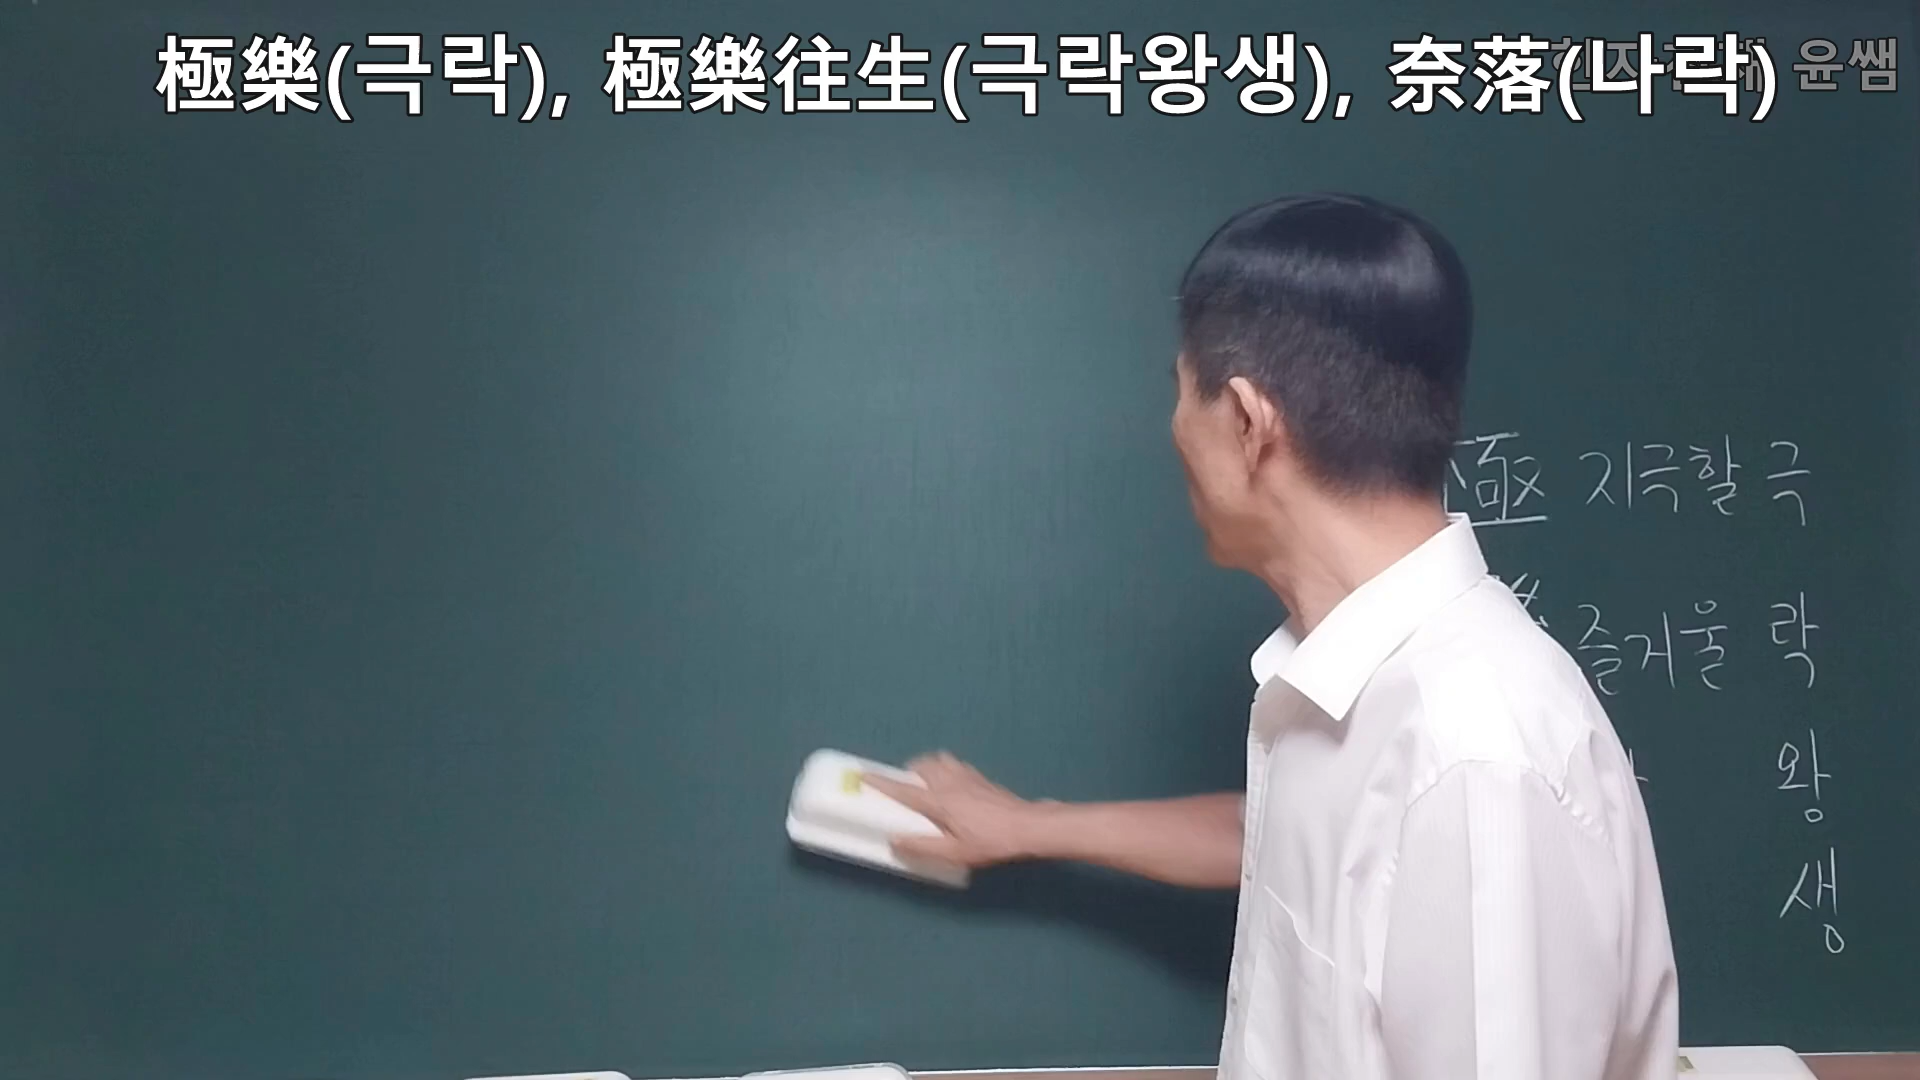 極樂(극락), 極樂往生(극락왕생), 奈落(나락)
윤쌤
極 지극할 극
즐거울 락
왕
생